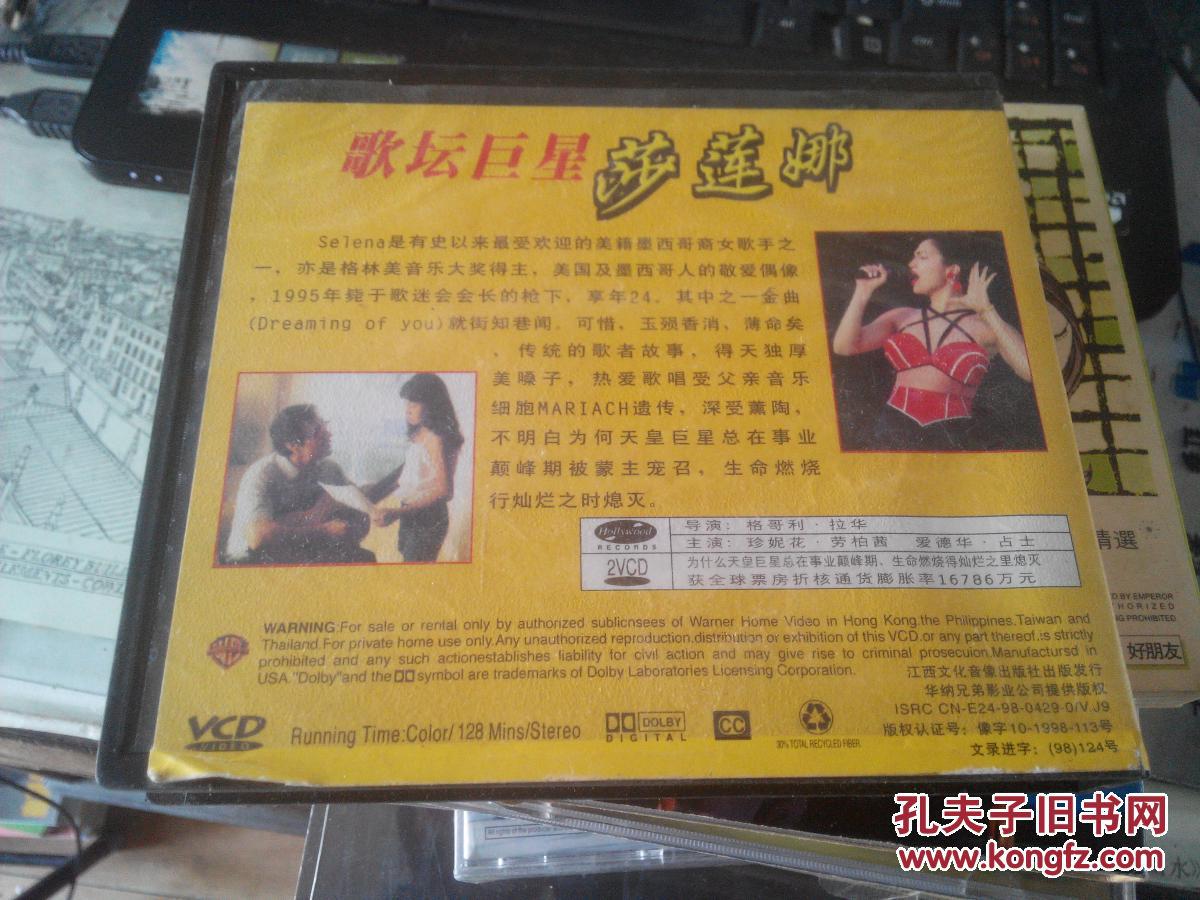 歌坛巨星 莎莲娜
Selena是有史以来最受欢迎的美籍墨西哥裔女歌手之
一，亦是格林美音乐大奖得主，美国及墨西哥人的敬爱偶像
，1995年毙于歌迷会会长的枪下，享年24。其中之一金曲
(Dreaming of you)就街知巷闻。可惜，玉殒香消、薄命矣
、传统的歌者故事，得天独厚
美嗓子，热爱歌唱受父亲音乐
细胞MARIACH遗传，深受薰陶，
不明白为何天皇巨星总在事业
颠峰期被蒙主宠召，生命燃烧
行灿烂之时熄灭。
Hollywood
RECORDS
2VCD
导演：格哥利·拉华
主演：珍妮花·劳柏茜 爱德华·占士
为什么天皇巨星总在事业颠峰期、生命燃烧得灿烂之里熄灭
获全球票房折核通货膨胀率16786万元
WARNING:For sale or rental only by authorized sublicnsees of Warner Home Video in Hong Kong.the Philippines.Taiwan and
Thailand.For private home use only.Any unauthorized reproduction.distribution or exhibition of this VCD.or any part thereof.is strictly
prohibited and any such actionestablishes liability for civil action and may give rise to criminal prosecuion.Manufactursd in
USA."Dolby"and the DD symbol are trademarks of Dolby Laboratories Licensing Corporation.
江西文化音像出版社出版发行
华纳兄弟影业公司提供版权
ISRC CN-E24-98-0429-0/V.J9
版权认证号：像字10-1998-113号
文录进字：(98)124号
VCD
VIDEO
Running Time:Color/128 Mins/Stereo
DOLBY
DIGITAL
CC
30% TOTAL RECYCLED FIBER
精選
D BY EMPEROR
HORIZED
NG PROHIBITED
好朋友
孔夫子旧书网
www.kongfz.com